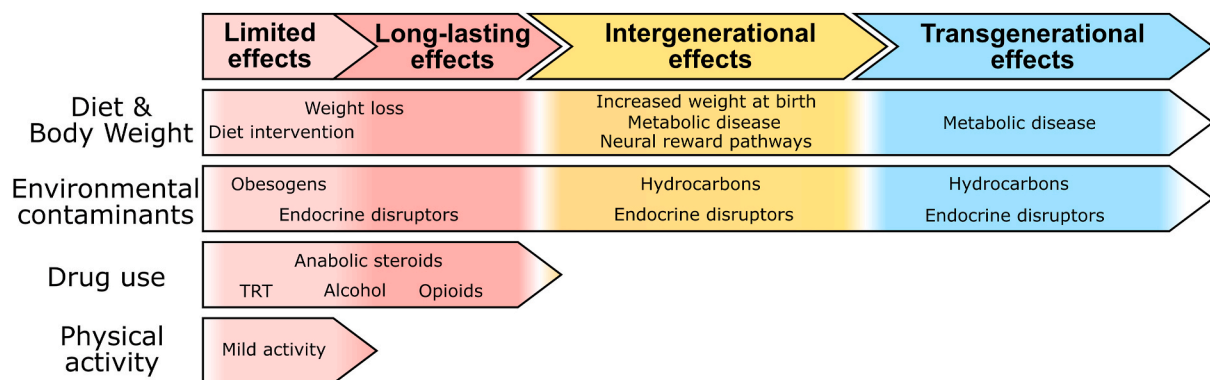 Limited effects
Long-lasting effects
Intergenerational effects
Transgenerational effects
Diet & Body Weight
Weight loss
Diet intervention
Increased weight at birth
Metabolic disease
Neural reward pathways
Metabolic disease
Environmental contaminants
Obesogens
Endocrine disruptors
Hydrocarbons
Endocrine disruptors
Hydrocarbons
Endocrine disruptors
Drug use
Anabolic steroids
TRT Alcohol Opioids
Physical activity
Mild activity